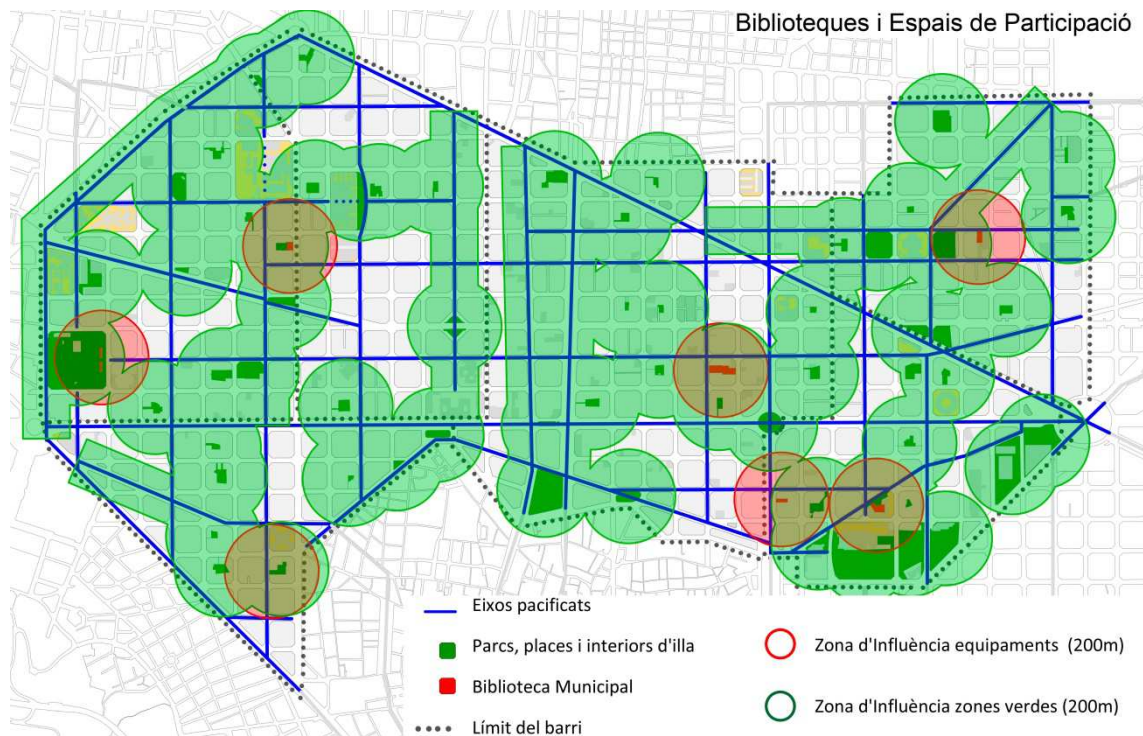 Biblioteques i Espais de Participació
Eixos pacificats
Parcs, places i interiors d'illa
Biblioteca Municipal
Límit del barri
Zona d'Influència equipaments (200m)
Zona d'Influència zones verdes (200m)